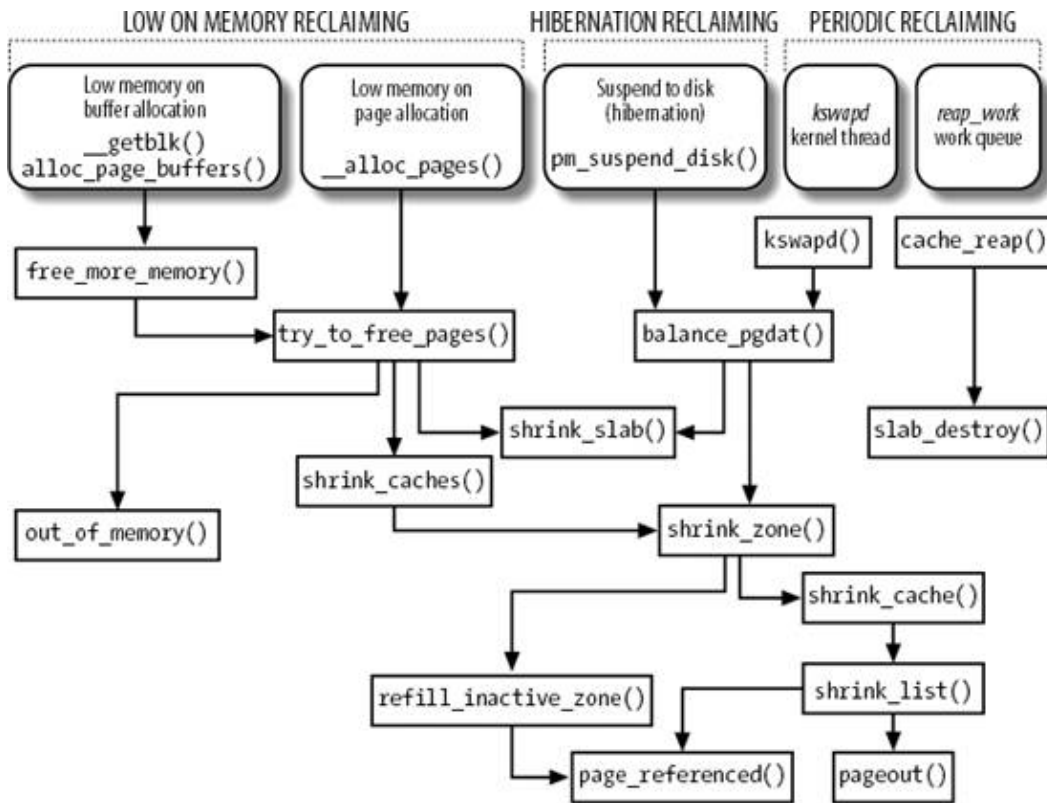 LOW ON MEMORY RECLAIMING
HIBERNATION RECLAIMING
PERIODIC RECLAIMING
Low memory on
buffer allocation
__getblk()
alloc_page_buffers()
Low memory on
page allocation
__alloc_pages()
Suspend to disk
(hibernation)
pm_suspend_disk()
kswapd
kernel thread
reap_work
work queue
free_more_memory()
kswapd()
cache_reap()
try_to_free_pages()
balance_pgdat()
shrink_slab()
slab_destroy()
shrink_caches()
out_of_memory()
shrink_zone()
shrink_cache()
refill_inactive_zone()
shrink_list()
page_referenced()
pageout()